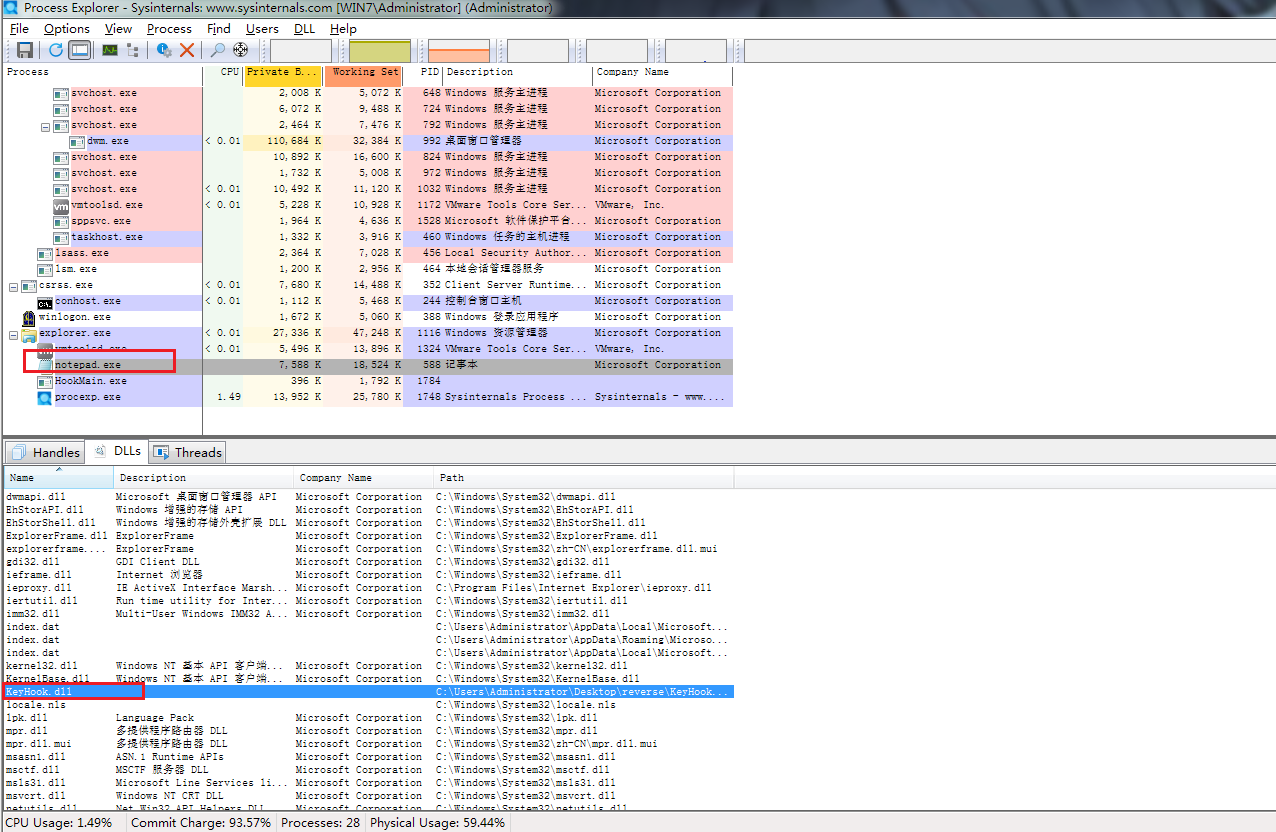 Process Explorer - Sysinternals: www.sysinternals.com [WIN7\Administrator] (Administrator)
File Options View Process Find Users DLL Help
Process CPU Private B... Working Set PID Description Company Name
svchost.exe 2,008 K 5,072 K 648 Windows 服务主进程 Microsoft Corporation
svchost.exe 6,072 K 9,488 K 724 Windows 服务主进程 Microsoft Corporation
svchost.exe 2,464 K 7,476 K 792 Windows 服务主进程 Microsoft Corporation
dwm.exe < 0.01 110,684 K 32,384 K 992 桌面窗口管理器 Microsoft Corporation
svchost.exe 10,892 K 16,600 K 824 Windows 服务主进程 Microsoft Corporation
svchost.exe 1,732 K 5,008 K 972 Windows 服务主进程 Microsoft Corporation
svchost.exe < 0.01 10,492 K 11,120 K 1032 Windows 服务主进程 Microsoft Corporation
vm vmtoolsd.exe < 0.01 5,228 K 10,928 K 1172 VMware Tools Core Ser... VMware, Inc.
sppsvc.exe 1,964 K 4,636 K 1528 Microsoft 软件保护平台... Microsoft Corporation
taskhost.exe 1,332 K 3,916 K 460 Windows 任务的主机进程 Microsoft Corporation
lsass.exe 2,364 K 7,028 K 456 Local Security Author... Microsoft Corporation
lsm.exe 1,200 K 2,956 K 464 本地会话管理器服务 Microsoft Corporation
csrss.exe < 0.01 7,680 K 14,488 K 352 Client Server Runtime... Microsoft Corporation
C:\. conhost.exe < 0.01 1,112 K 5,468 K 244 控制台窗口主机 Microsoft Corporation
winlogon.exe 1,672 K 5,060 K 388 Windows 登录应用程序 Microsoft Corporation
explorer.exe < 0.01 27,336 K 47,248 K 1116 Windows 资源管理器 Microsoft Corporation
vmtoolsd.exe < 0.01 5,496 K 13,896 K 1324 VMware Tools Core Ser... VMware, Inc.
notepad.exe 7,588 K 18,524 K 588 记事本 Microsoft Corporation
HookMain.exe 396 K 1,792 K 1784
procexp.exe 1.49 13,952 K 25,780 K 1748 Sysinternals Process ... Sysinternals - www....
Handles DLLs Threads
Name Description Company Name Path
dwmapi.dll Microsoft 桌面窗口管理器 API Microsoft Corporation C:\Windows\System32\dwmapi.dll
EhStorAPI.dll Windows 增强的存储 API Microsoft Corporation C:\Windows\System32\EhStorAPI.dll
EhStorShell.dll Windows 增强的存储外壳扩展 DLL Microsoft Corporation C:\Windows\System32\EhStorShell.dll
ExplorerFrame.dll ExplorerFrame Microsoft Corporation C:\Windows\System32\ExplorerFrame.dll
explorerframe.... ExplorerFrame Microsoft Corporation C:\Windows\System32\zh-CN\explorerframe.dll.mui
gdi32.dll GDI Client DLL Microsoft Corporation C:\Windows\System32\gdi32.dll
ieframe.dll Internet 浏览器 Microsoft Corporation C:\Windows\System32\ieframe.dll
ieproxy.dll IE ActiveX Interface Marsh... Microsoft Corporation C:\Program Files\Internet Explorer\ieproxy.dll
iertutil.dll Run time utility for Inter... Microsoft Corporation C:\Windows\System32\iertutil.dll
imm32.dll Multi-User Windows IMM32 A... Microsoft Corporation C:\Windows\System32\imm32.dll
index.dat C:\Users\Administrator\AppData\Local\Microsoft...
index.dat C:\Users\Administrator\AppData\Roaming\Microso...
index.dat C:\Users\Administrator\AppData\Local\Microsoft...
kernel32.dll Windows NT 基本 API 客户端... Microsoft Corporation C:\Windows\System32\kernel32.dll
KernelBase.dll Windows NT 基本 API 客户端... Microsoft Corporation C:\Windows\System32\KernelBase.dll
KeyHook.dll C:\Users\Administrator\Desktop\reverse\KeyHook...
locale.nls C:\Windows\System32\locale.nls
lpk.dll Language Pack Microsoft Corporation C:\Windows\System32\lpk.dll
mpr.dll 多提供程序路由器 DLL Microsoft Corporation C:\Windows\System32\mpr.dll
mpr.dll.mui 多提供程序路由器 DLL Microsoft Corporation C:\Windows\System32\zh-CN\mpr.dll.mui
msasn1.dll ASN.1 Runtime APIs Microsoft Corporation C:\Windows\System32\msasn1.dll
msctf.dll MSCTF 服务器 DLL Microsoft Corporation C:\Windows\System32\msctf.dll
msls31.dll Microsoft Line Services li... Microsoft Corporation C:\Windows\System32\msls31.dll
msvcrt.dll Windows NT CRT DLL Microsoft Corporation C:\Windows\System32\msvcrt.dll
netutils.dll Net Win32 API Helpers DLL Microsoft Corporation C:\Windows\System32\netutils.dll
CPU Usage: 1.49% Commit Charge: 93.57% Processes: 28 Physical Usage: 59.44%